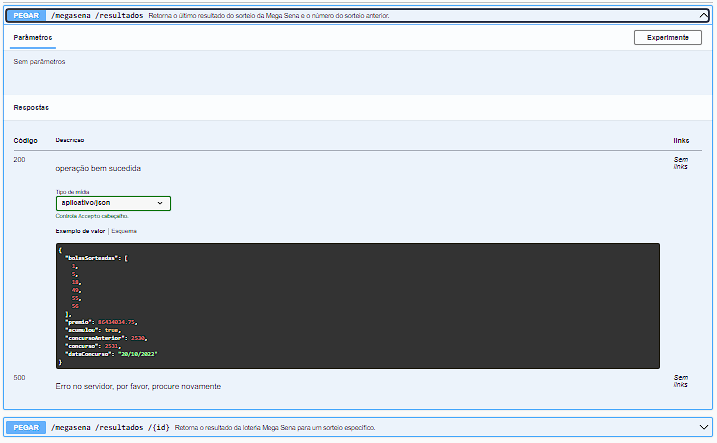 PEGAR /megasena /resultados Retorna o último resultado do sorteio da Mega Sena e o número do sorteio anterior.
Parâmetros
Experimente
Sem parâmetros
Respostas
Código Descrição links
200 Sem links
operação bem sucedida
Tipo de mídia
aplicativo/json
Controla Accepto cabeçalho.
Exemplo de valor | Esquema
{
"bolasSorteadas": [
1,
5,
18,
49,
55,
56
],
"premio": 86434034.75,
"acumulou": true,
"concursoAnterior": 2530,
"concurso": 2531,
"dataConcurso": "20/10/2022"
}
500 Sem links
Erro no servidor, por favor, procure novamente
PEGAR /megasena /resultados /{id} Retorna o resultado da loteria Mega Sena para um sorteio específico.